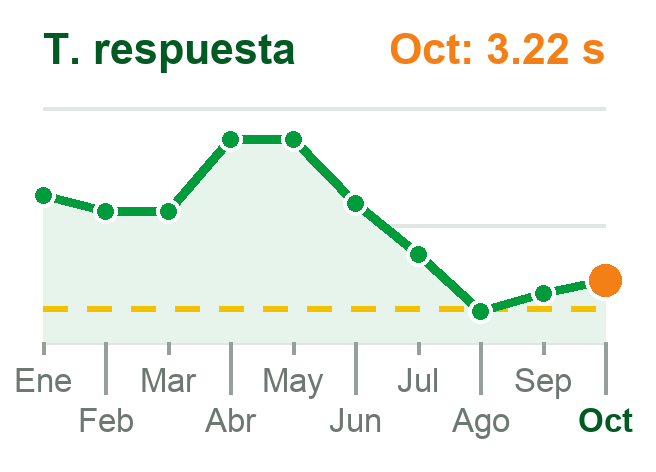 T. respuesta
Oct: 3.22 s
Ene Mar May Jul Sep
Feb Abr Jun Ago Oct